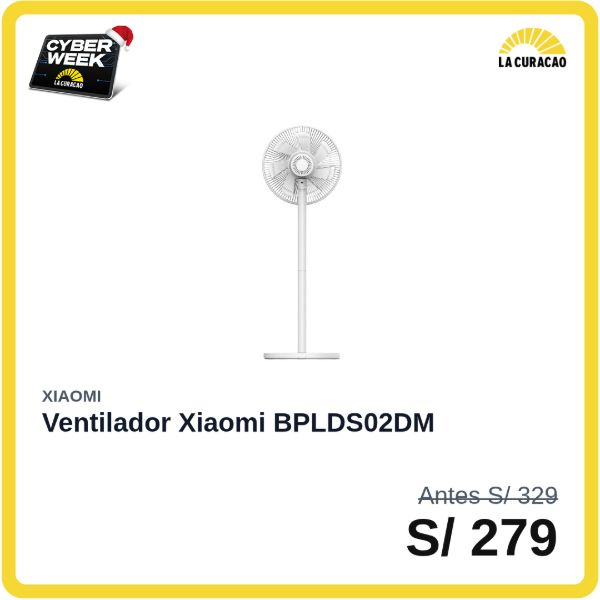 CYBER
WEEK
LA CURACAO
LA CURACAO
XIAOMI
Ventilador Xiaomi BPLDS02DM
Antes S/ 329
S/ 279